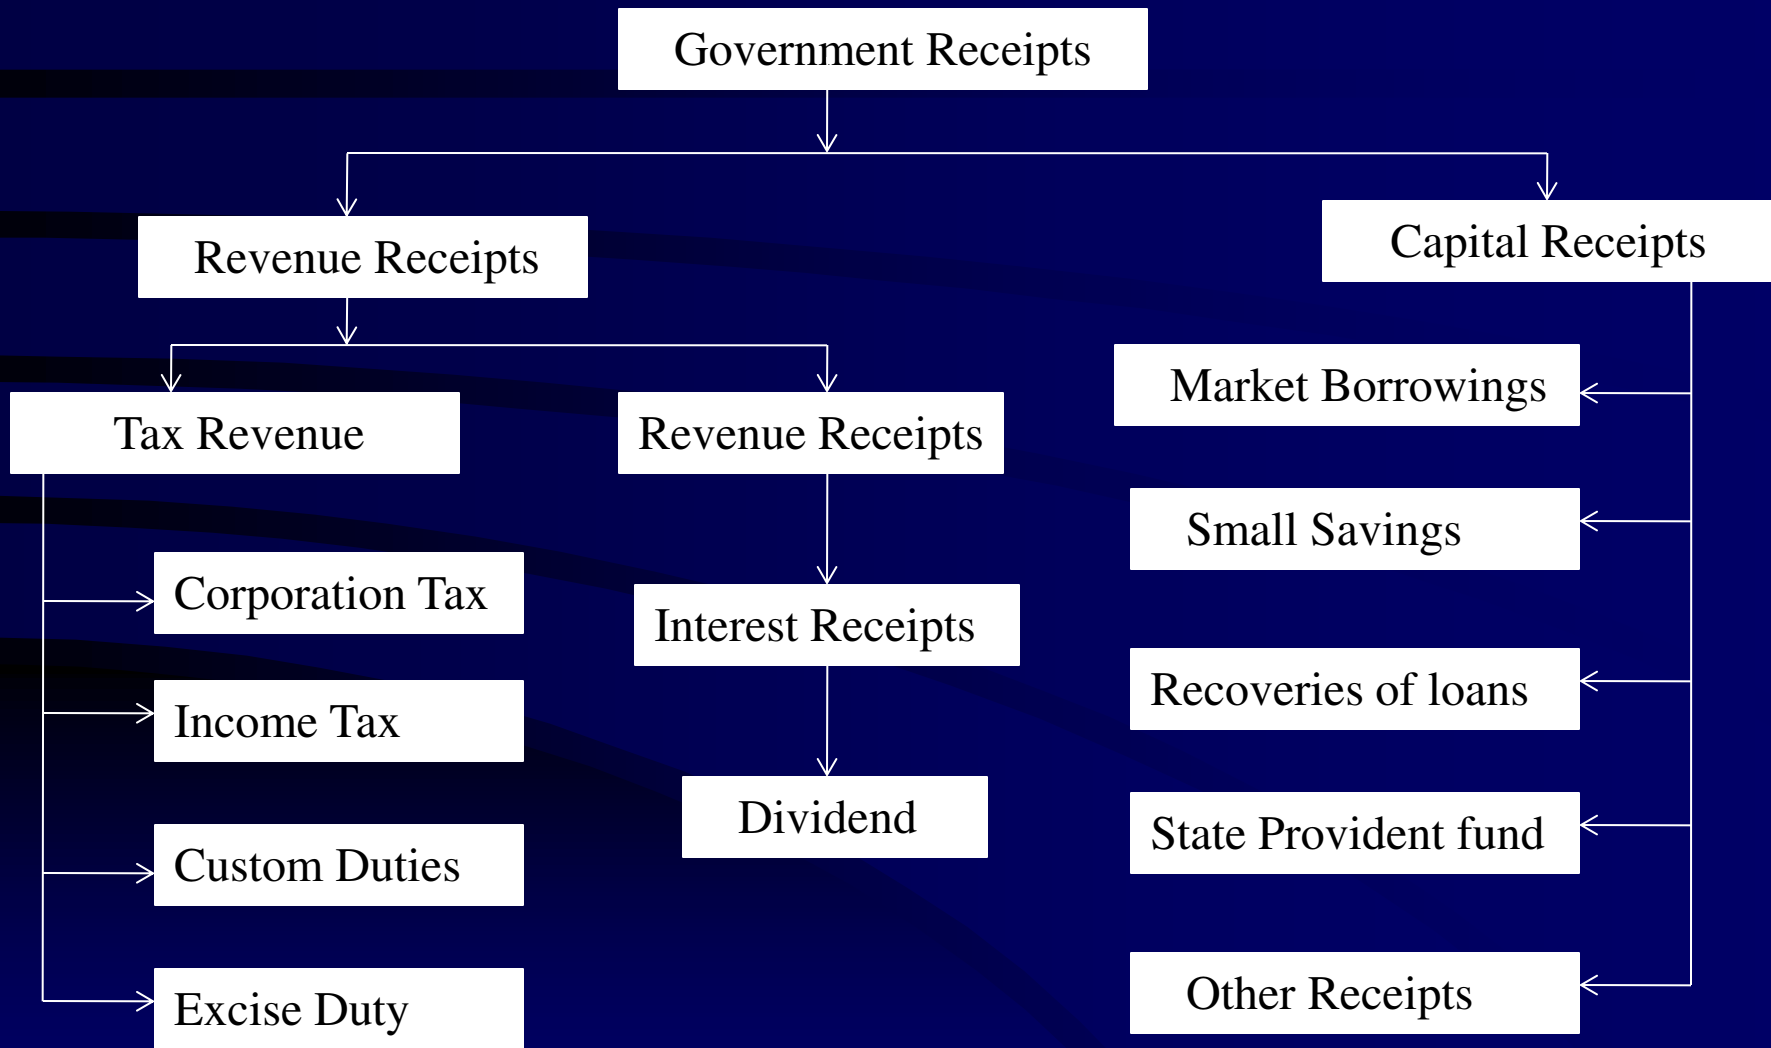 Government Receipts
Revenue Receipts
Capital Receipts
Tax Revenue
Revenue Receipts
Market Borrowings
Corporation Tax
Interest Receipts
Small Savings
Income Tax
Dividend
Recoveries of loans
Custom Duties
State Provident fund
Excise Duty
Other Receipts